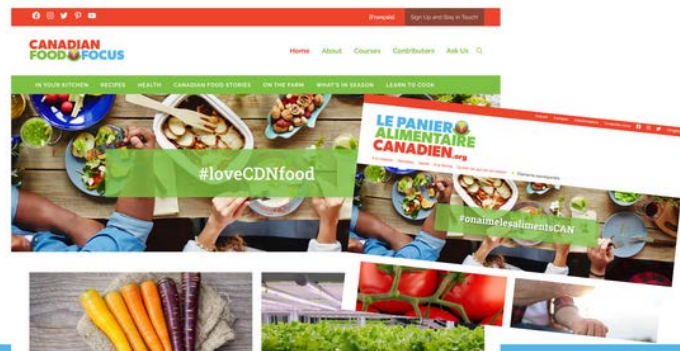 (Français) Sign Up and Stay in Touch!
CANADIAN
FOOD FOCUS
Home About Courses Contributors Ask Us
IN YOUR KITCHEN RECIPES HEALTH CANADIAN FOOD STORIES ON THE FARM WHAT'S IN SEASON LEARN TO COOK
#loveCDNfood
LE PANIER
ALIMENTAIRE
CANADIEN.org
#onaimelesalimentsCAN